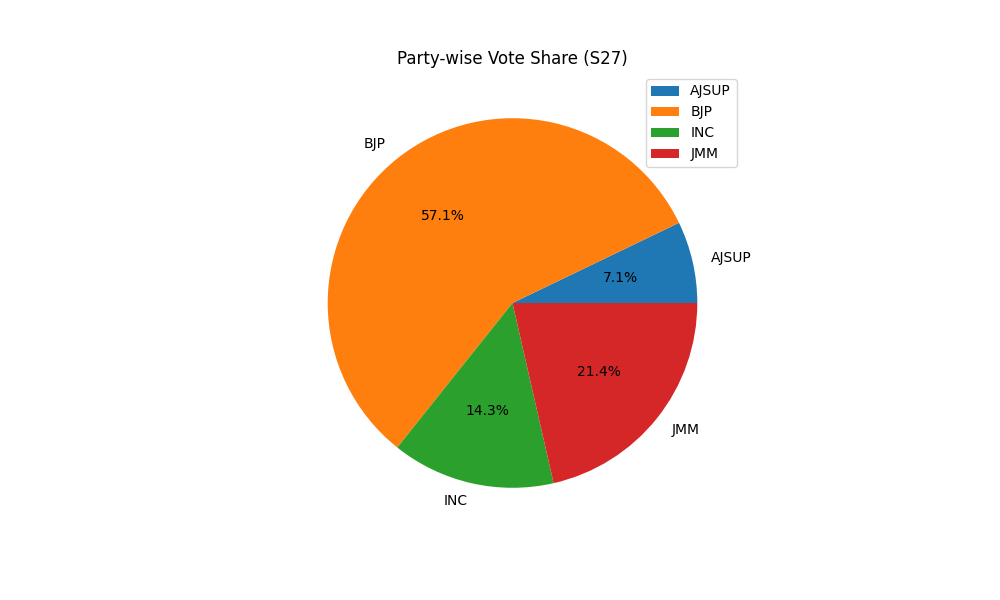 Party-wise Vote Share (S27)
AJSUP
BJP
INC
JMM
BJP
57.1%
AJSUP
7.1%
21.4%
14.3%
JMM
INC